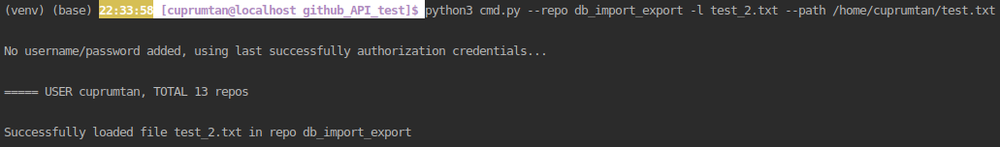 (venv) (base) 22:33:58 [cuprumtan@localhost github_API_test]$ python3 cmd.py --repo db_import_export -l test_2.txt --path /home/cuprumtan/test.txt
No username/password added, using last successfully authorization credentials...
===== USER cuprumtan, TOTAL 13 repos
Successfully loaded file test_2.txt in repo db_import_export